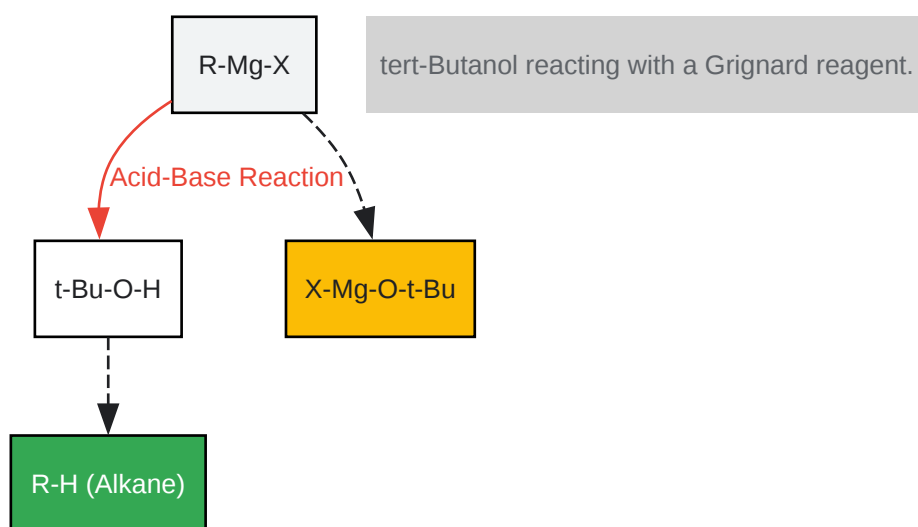 R-Mg-X
tert-Butanol reacting with a Grignard reagent.
Acid-Base Reaction
t-Bu-O-H
X-Mg-O-t-Bu
R-H (Alkane)